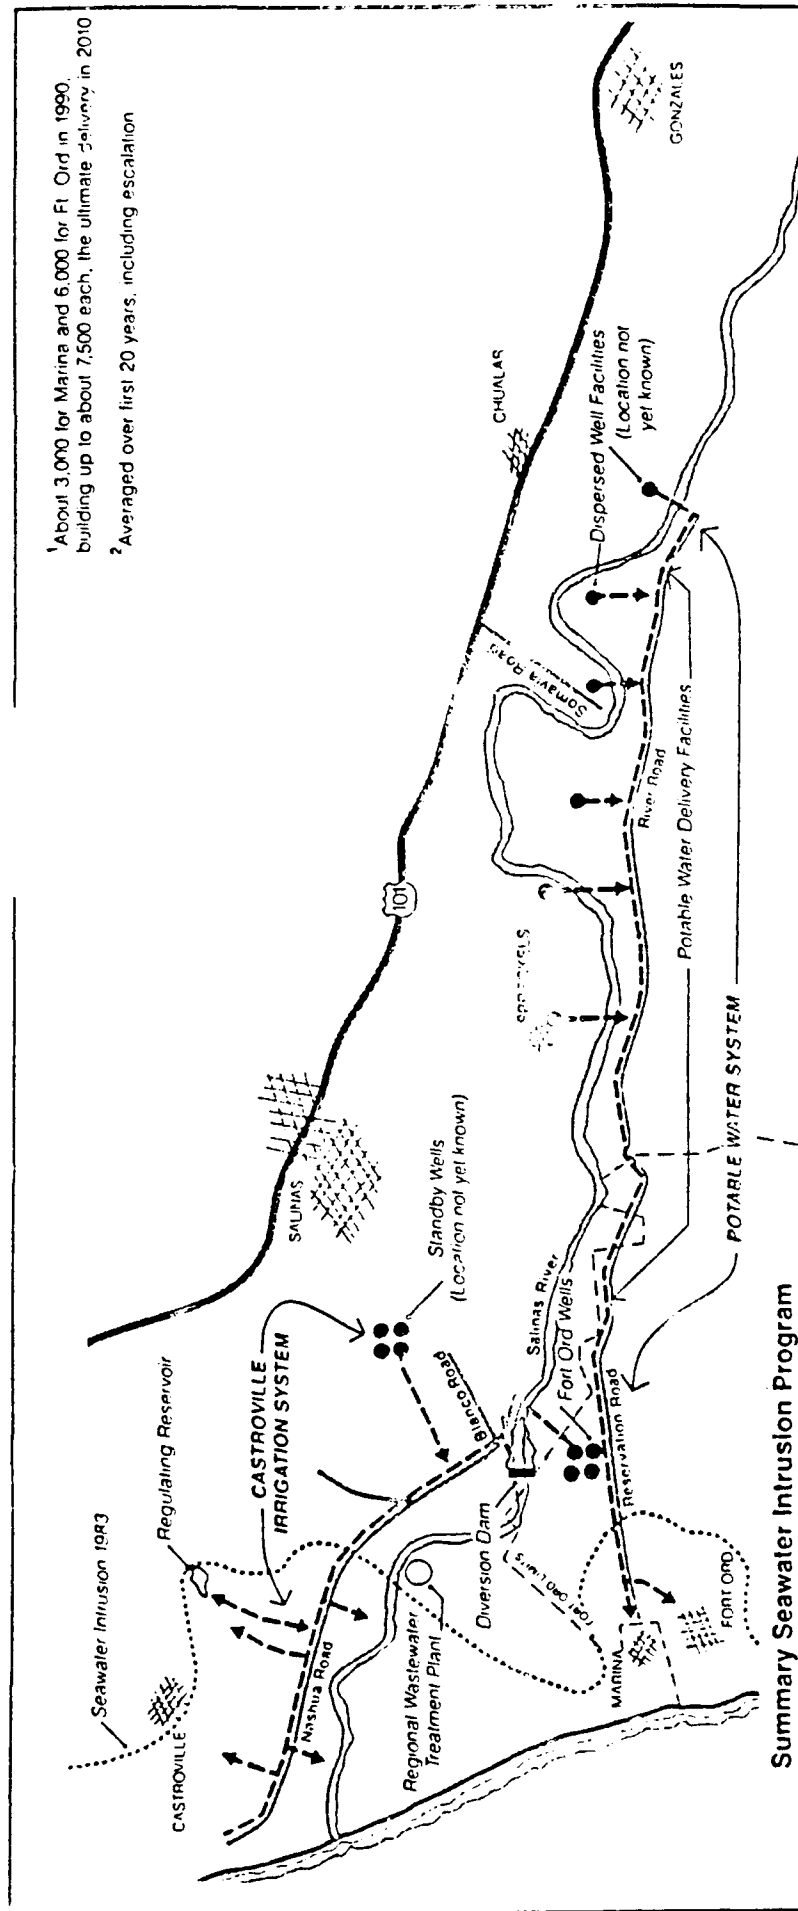 ¹About 3,000 for Marina and 6,000 for Ft Ord in 1990,
building up to about 7,500 each, the ultimate delivery in 2010
²Averaged over first 20 years, including escalation
Seawater Intrusion 1983
Regulating Reservoir
CASTROVILLE
CASTROVILLE
IRRIGATION SYSTEM
Standby Wells
(Location not yet known)
SALINAS
101
CHUALAR
GONZALES
Nashua Road
Blanco Road
Regional Wastewater
Treatment Plant
Diversion Dam
Salinas River
Fort Ord Wells
FORT ORD LIMITS
Somavia Road
Dispersed Well Facilities
(Location not
yet known)
River Road
Reservation Road
Potable Water Delivery Facilities
POTABLE WATER SYSTEM
MARINA
FORT ORD
Summary Seawater Intrusion Program